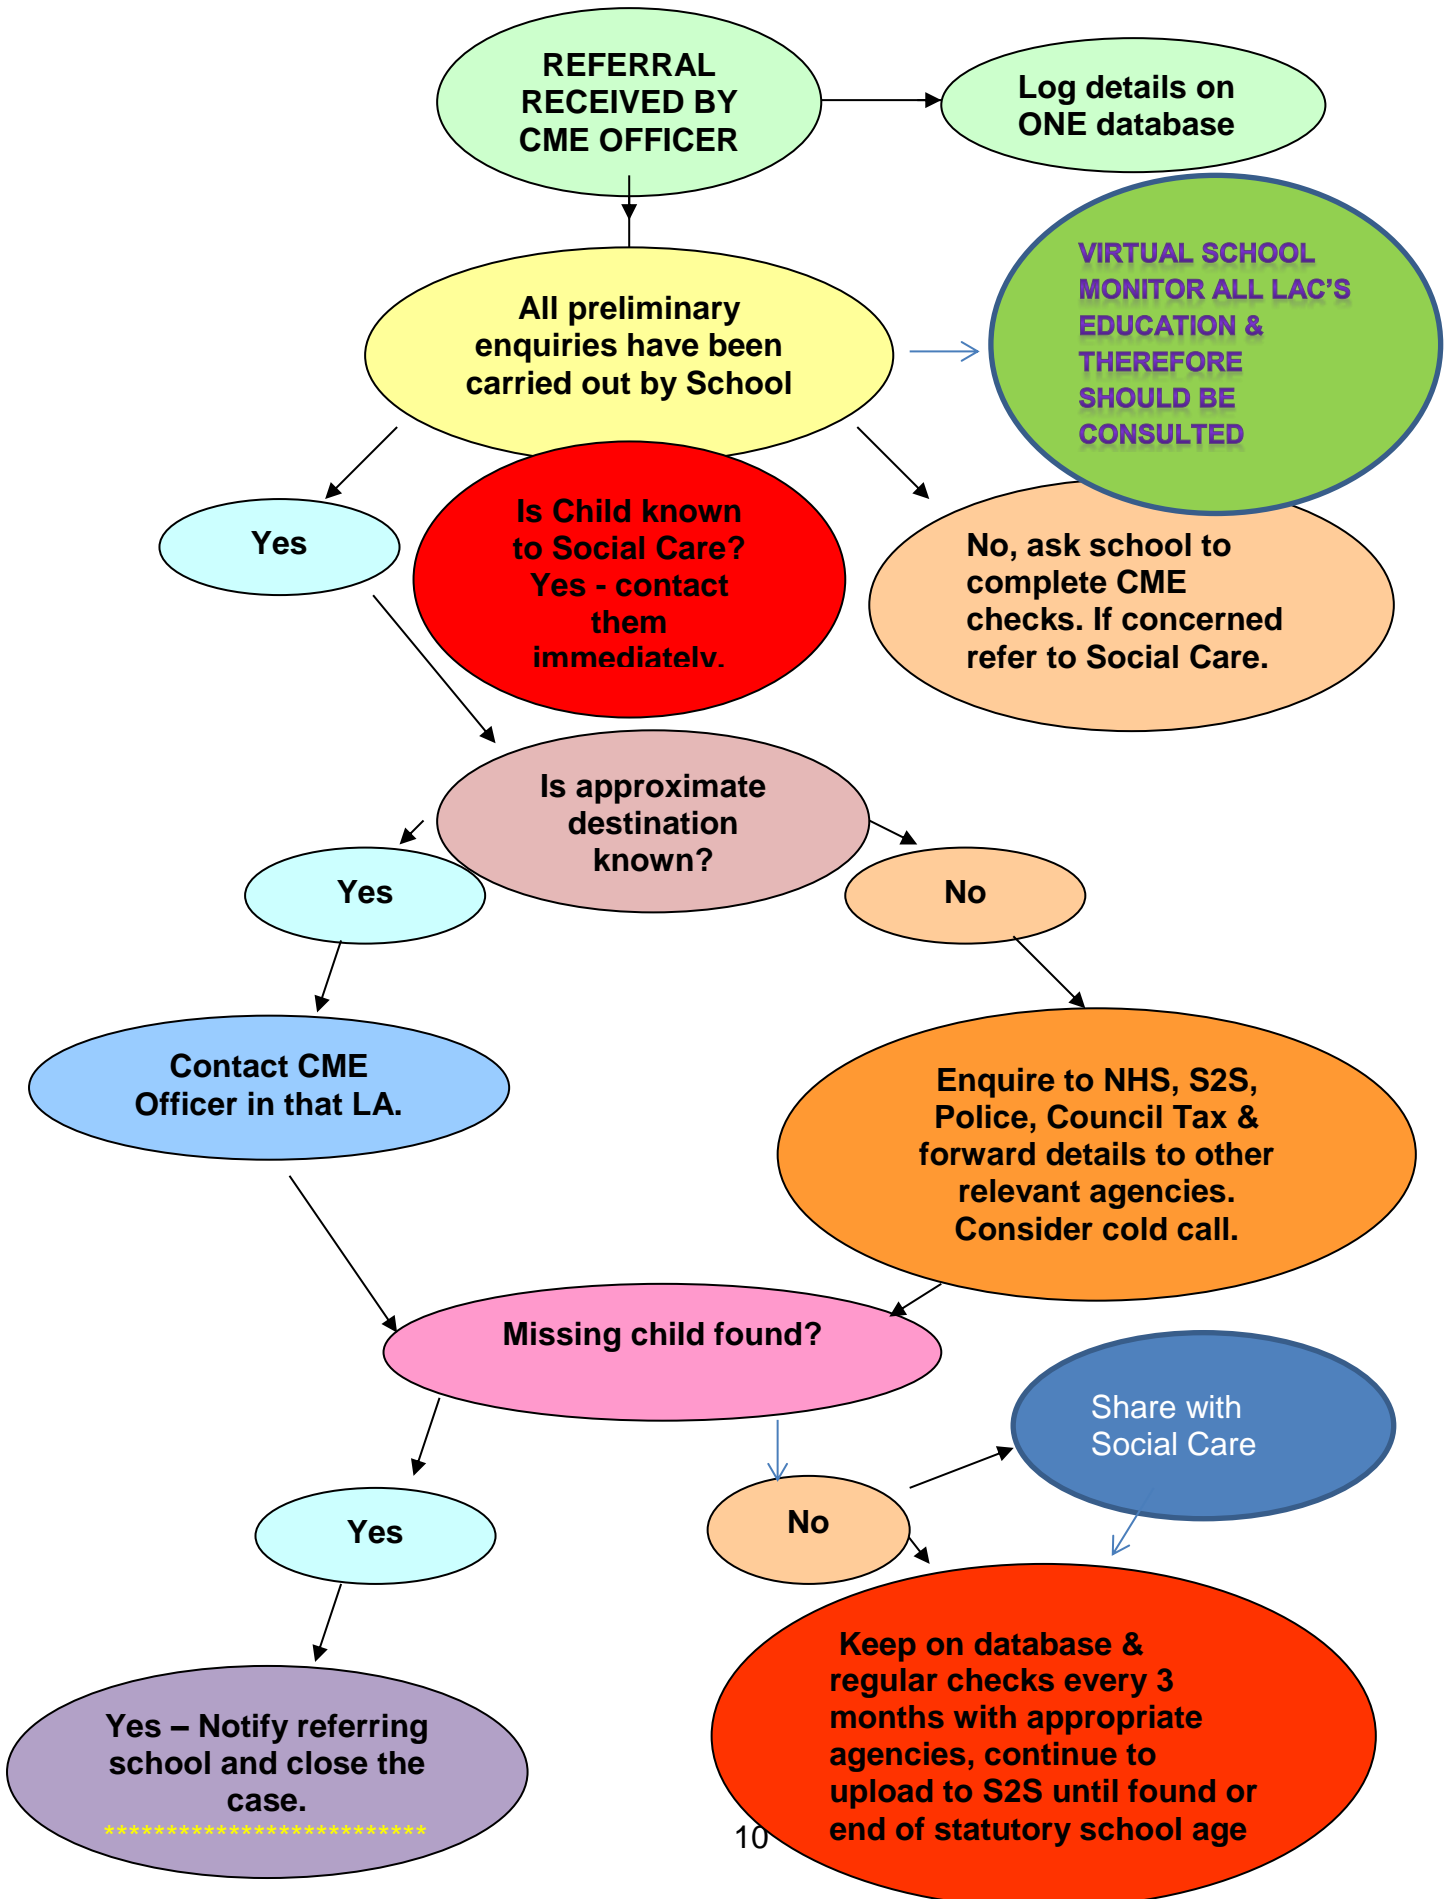 REFERRAL
RECEIVED BY
CME OFFICER
Log details on
ONE database
VIRTUAL SCHOOL
MONITOR ALL LAC'S
EDUCATION &
THEREFORE
SHOULD BE
CONSULTED
All preliminary
enquiries have been
carried out by School
Yes
Is Child known
to Social Care?
Yes - contact
them
immediately.
No, ask school to
complete CME
checks. If concerned
refer to Social Care.
Is approximate
destination
known?
Yes
No
Contact CME
Officer in that LA.
Enquire to NHS, S2S,
Police, Council Tax &
forward details to other
relevant agencies.
Consider cold call.
Missing child found?
Share with
Social Care
Yes
No
Yes – Notify referring
school and close the
case.
**************************
Keep on database &
regular checks every 3
months with appropriate
agencies, continue to
upload to S2S until found or
end of statutory school age
10